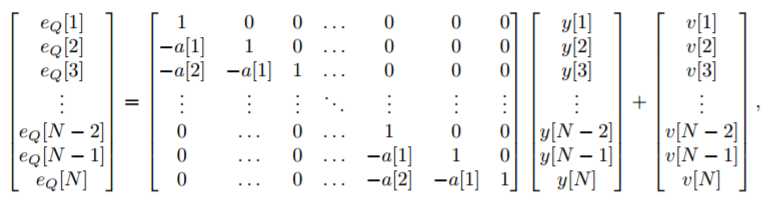 e_Q[1] 1 0 0 … 0 0 0 y[1] v[1]
e_Q[2] −a[1] 1 0 … 0 0 0 y[2] v[2]
e_Q[3] −a[2] −a[1] 1 … 0 0 0 y[3] v[3]
⋮ = ⋮ ⋮ ⋮ ⋱ ⋮ ⋮ ⋮ ⋮ + ⋮ ,
e_Q[N − 2] 0 … 0 … 1 0 0 y[N − 2] v[N − 2]
e_Q[N − 1] 0 … 0 … −a[1] 1 0 y[N − 1] v[N − 1]
e_Q[N] 0 … 0 … −a[2] −a[1] 1 y[N] v[N]